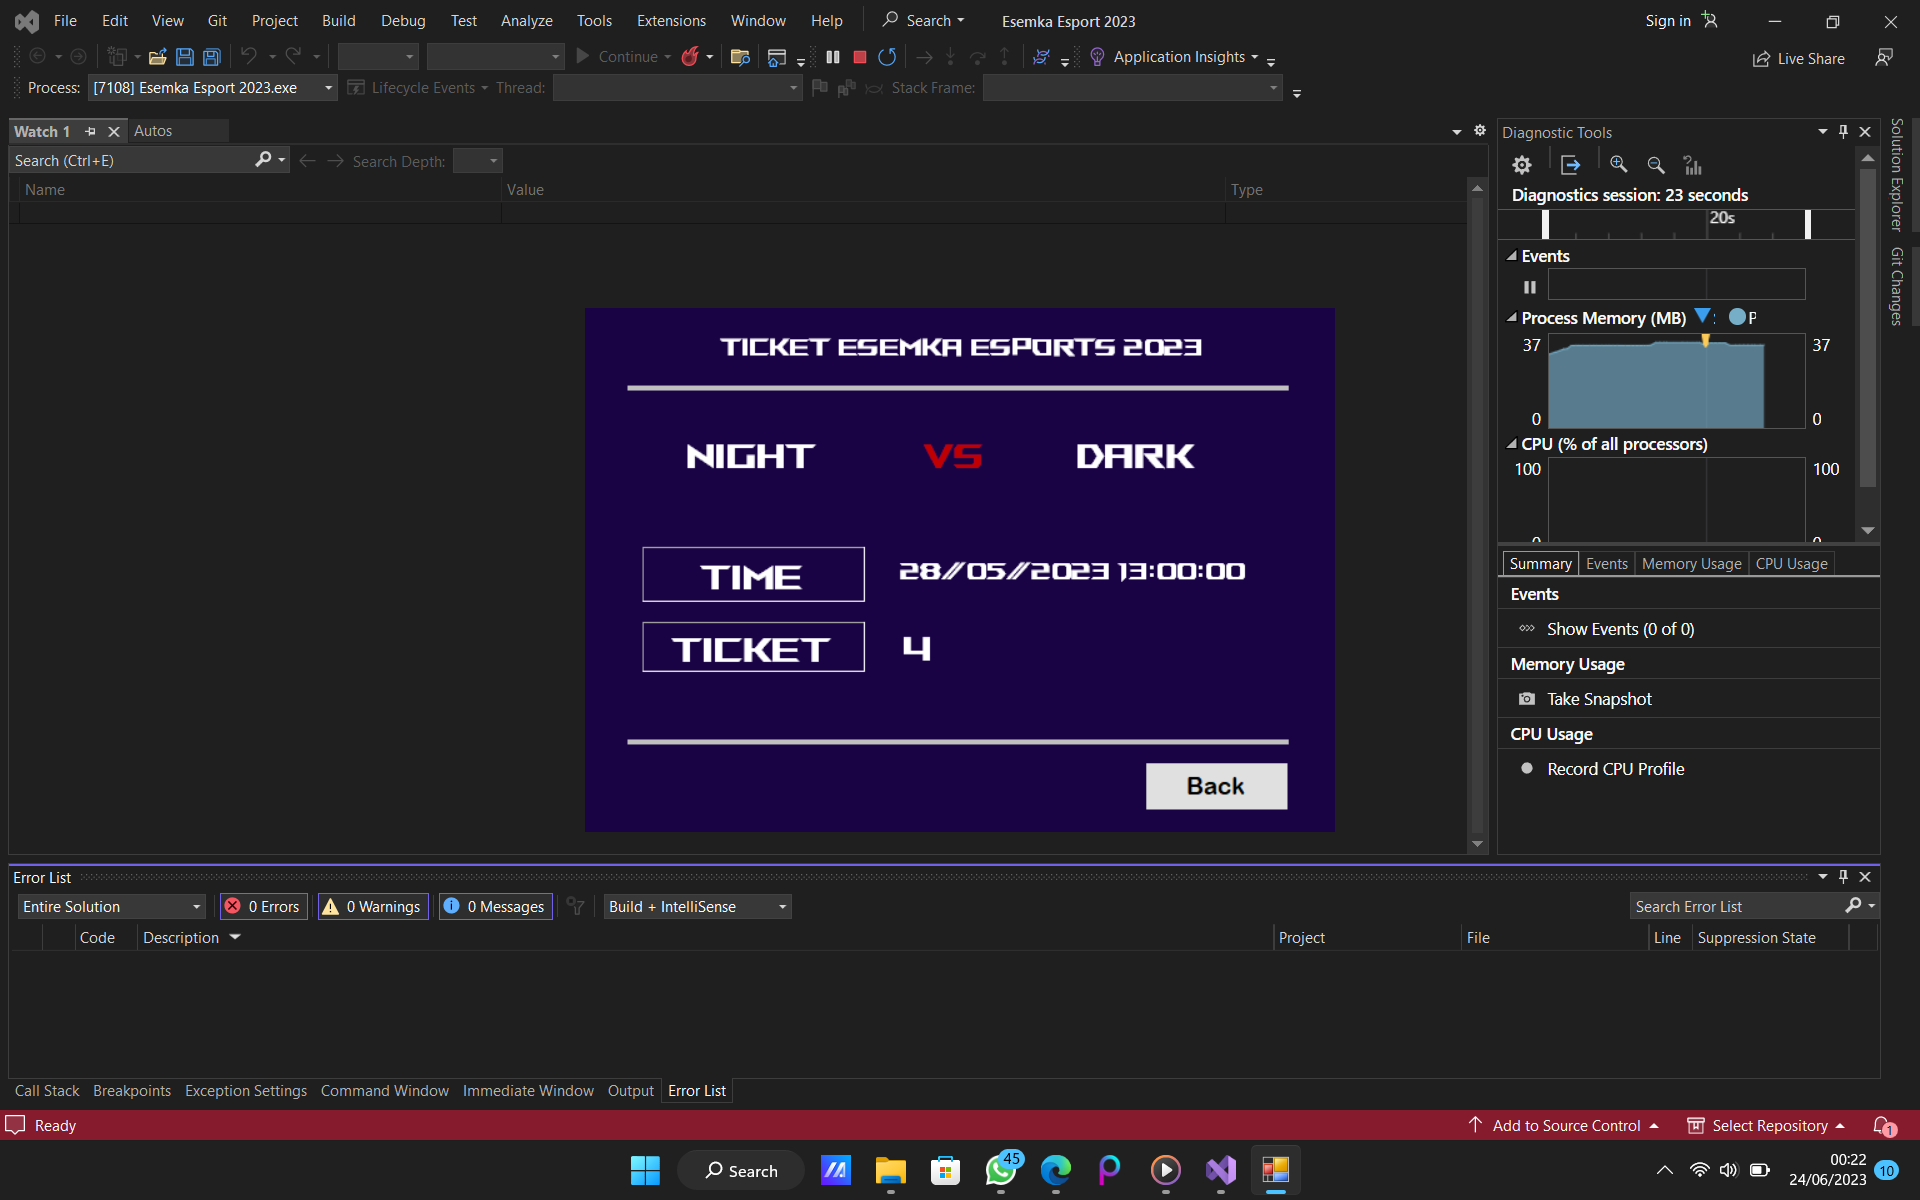 File Edit View Git Project Build Debug Test Analyze Tools Extensions Window Help Search Esemka Esport 2023 Sign in
Continue Application Insights Live Share
Process: [7108] Esemka Esport 2023.exe Lifecycle Events Thread: Stack Frame:
Watch 1 Autos
Search (Ctrl+E) Search Depth:
Name Value Type
TICKET ESEMKA ESPORTS 2023
NIGHT VS DARK
TIME 28//05//2023 13:00:00
TICKET 4
Back
Diagnostic Tools
Diagnostics session: 23 seconds
20s
Events
Process Memory (MB) P
37 37
0 0
CPU (% of all processors)
100 100
0 0
Summary Events Memory Usage CPU Usage
Events
Show Events (0 of 0)
Memory Usage
Take Snapshot
CPU Usage
Record CPU Profile
Solution Explorer
Git Changes
Error List
Entire Solution 0 Errors 0 Warnings 0 Messages Build + IntelliSense Search Error List
Code Description Project File Line Suppression State
Call Stack Breakpoints Exception Settings Command Window Immediate Window Output Error List
Ready Add to Source Control Select Repository 1
Search 45 00:22 10
24/06/2023